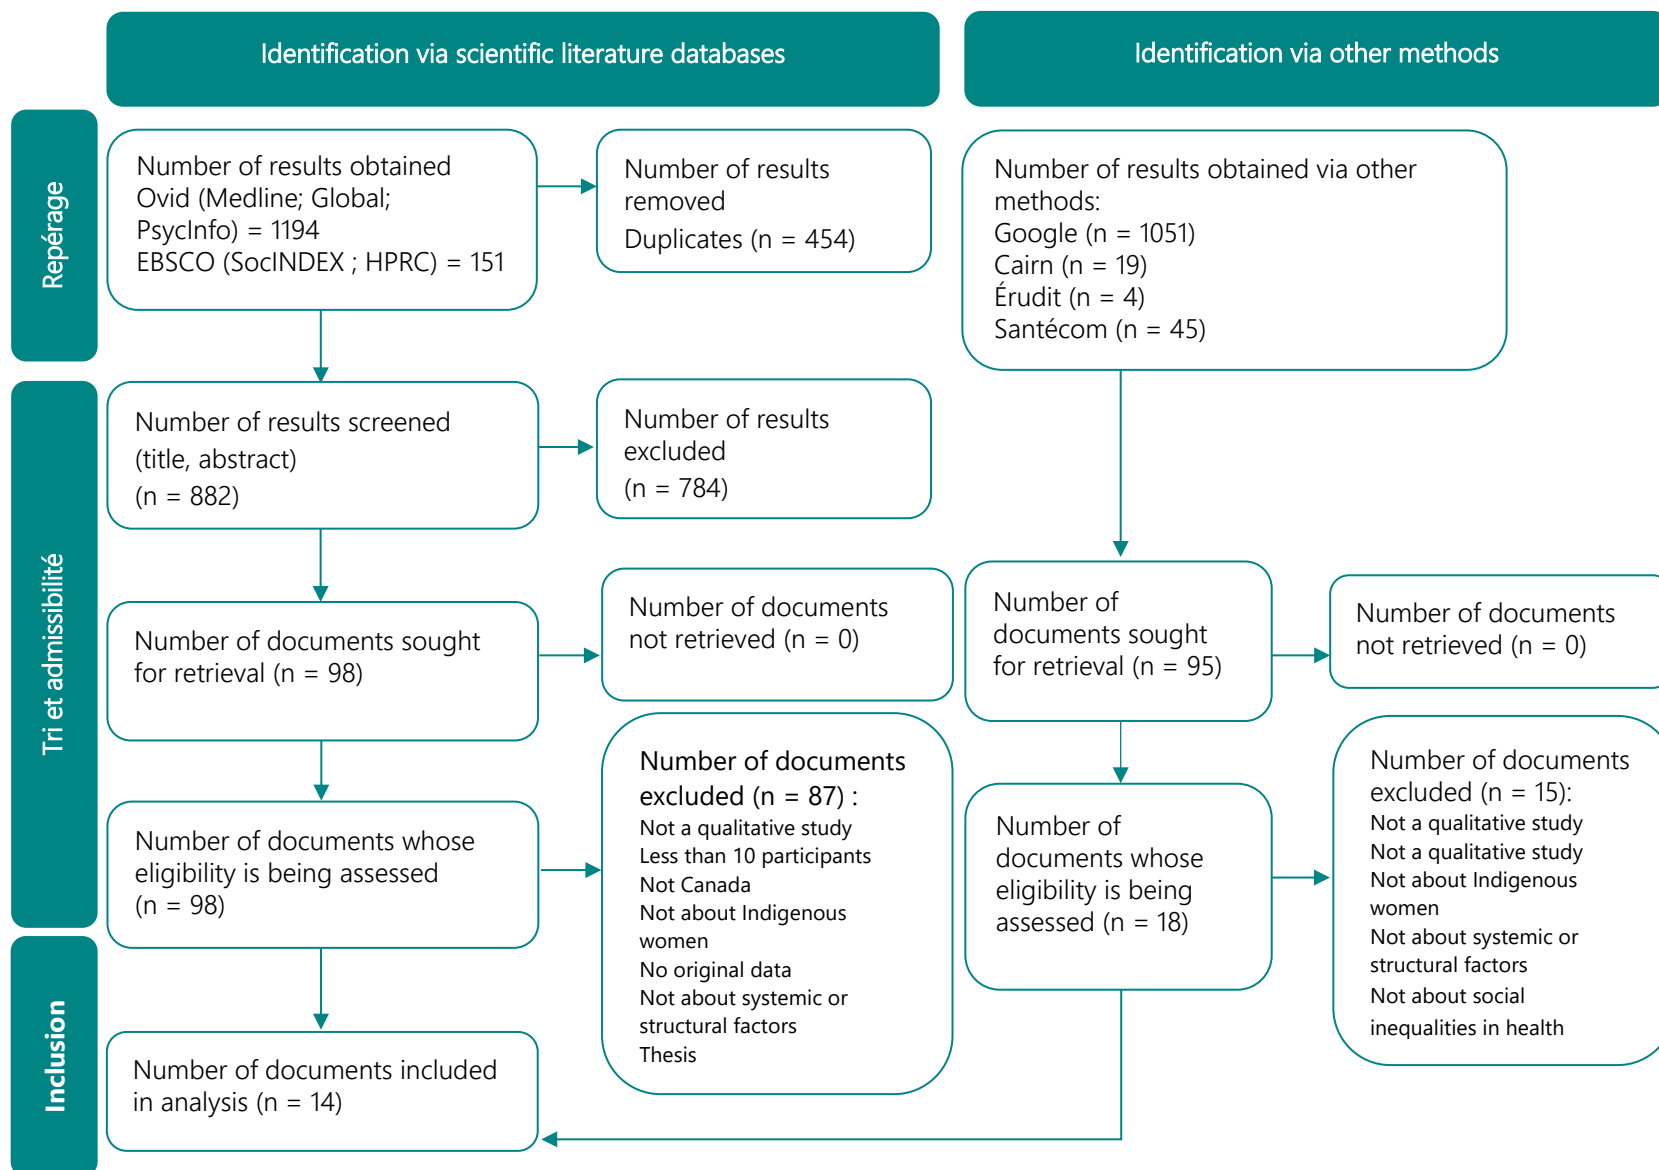 Identification via scientific literature databases
Identification via other methods
Repérage
Number of results obtained
Ovid (Medline; Global;
PsycInfo) = 1194
EBSCO (SocINDEX ; HPRC) = 151
Number of results
removed
Duplicates (n = 454)
Number of results obtained via other
methods:
Google (n = 1051)
Cairn (n = 19)
Érudit (n = 4)
Santécom (n = 45)
Tri et admissibilité
Number of results screened
(title, abstract)
(n = 882)
Number of results
excluded
(n = 784)
Number of documents sought
for retrieval (n = 98)
Number of documents
not retrieved (n = 0)
Number of
documents sought
for retrieval (n = 95)
Number of documents
not retrieved (n = 0)
Number of documents whose
eligibility is being assessed
(n = 98)
Number of documents
excluded (n = 87) :
Not a qualitative study
Less than 10 participants
Not Canada
Not about Indigenous
women
No original data
Not about systemic or
structural factors
Thesis
Number of
documents whose
eligibility is being
assessed (n = 18)
Number of documents
excluded (n = 15):
Not a qualitative study
Not a qualitative study
Not about Indigenous
women
Not about systemic or
structural factors
Not about social
inequalities in health
Inclusion
Number of documents included
in analysis (n = 14)